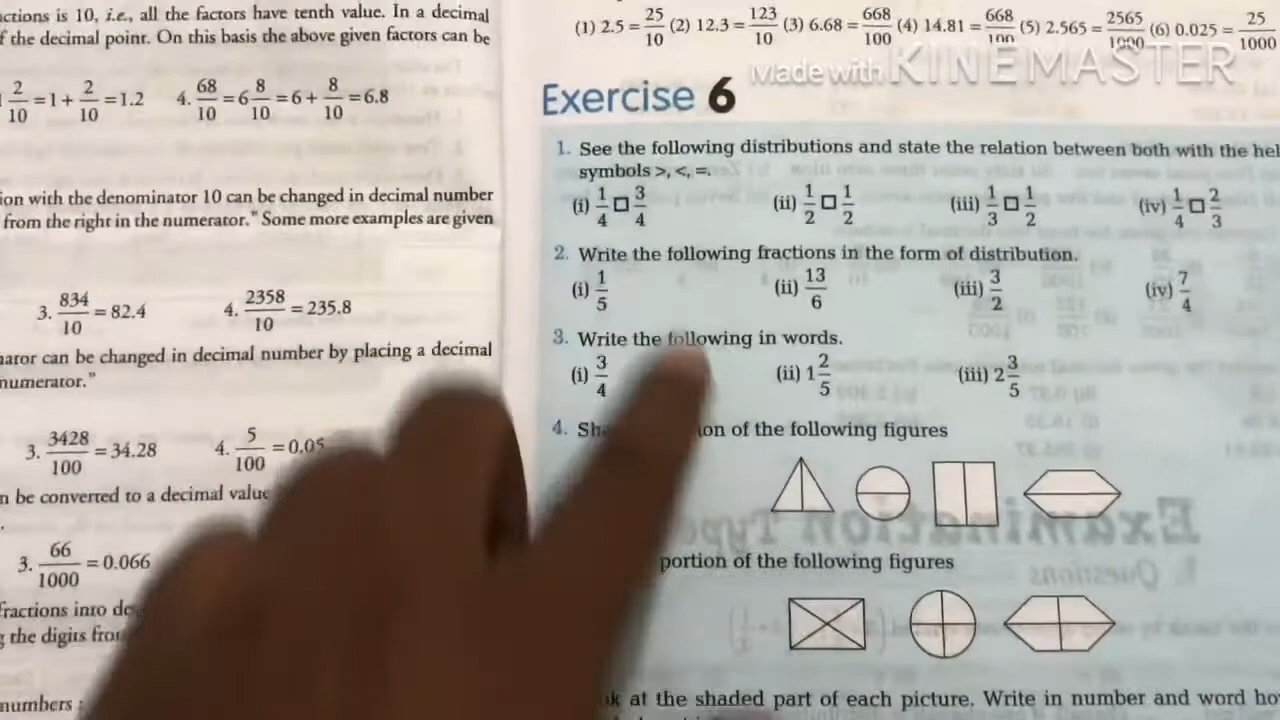 ctions is 10, i.e., all the factors have tenth value. In a decimal
f the decimal point. On this basis the above given factors can be
2/10 = 1 + 2/10 = 1.2 4. 68/10 = 6 8/10 = 6 + 8/10 = 6.8
ion with the denominator 10 can be changed in decimal number
from the right in the numerator." Some more examples are given
3. 834/10 = 82.4 4. 2358/10 = 235.8
nator can be changed in decimal number by placing a decimal
numerator."
3. 3428/100 = 34.28 4. 5/100 = 0.05
n be converted to a decimal value
3. 66/1000 = 0.066
fractions into de
g the digits from
numbers :
(1) 2.5 = 25/10 (2) 12.3 = 123/10 (3) 6.68 = 668/100 (4) 14.81 = 668/100 (5) 2.565 = 2565/1000 (6) 0.025 = 25/1000
Made with KINEMASTER
Exercise 6
1. See the following distributions and state the relation between both with the hel
symbols >, <, =.
(i) 1/4 □ 3/4 (ii) 1/2 □ 1/2 (iii) 1/3 □ 1/2 (iv) 1/4 □ 2/3
2. Write the following fractions in the form of distribution.
(i) 1/5 (ii) 13/6 (iii) 3/2 (iv) 7/4
3. Write the following in words.
(i) 3/4 (ii) 1 2/5 (iii) 2 3/5
4. Sha ion of the following figures
portion of the following figures
at the shaded part of each picture. Write in number and word ho